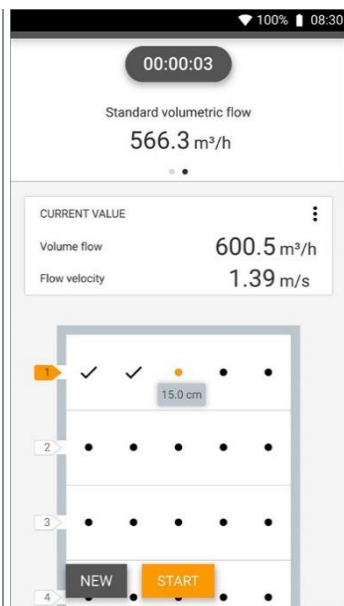 100% 08:30
00:00:03
Standard volumetric flow
566.3 m³/h
CURRENT VALUE
Volume flow 600.5 m³/h
Flow velocity 1.39 m/s
1
15.0 cm
2
3
4
NEW START